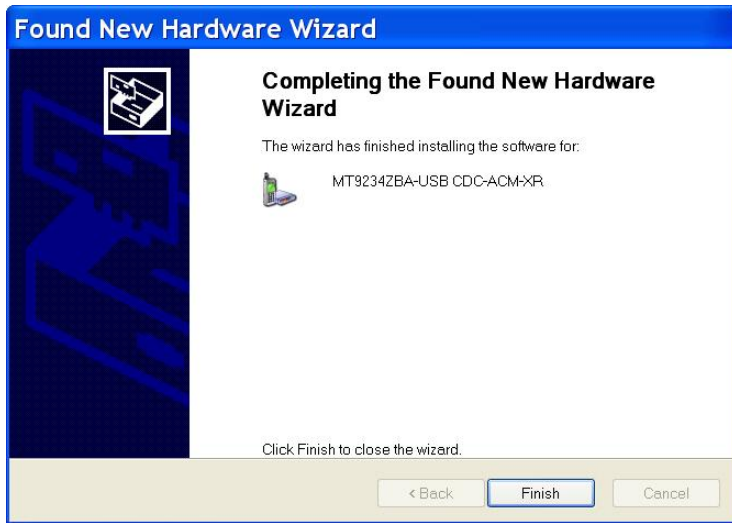 Found New Hardware Wizard
Completing the Found New Hardware
Wizard
The wizard has finished installing the software for:
MT9234ZBA-USB CDC-ACM-XR
Click Finish to close the wizard.
< Back Finish Cancel